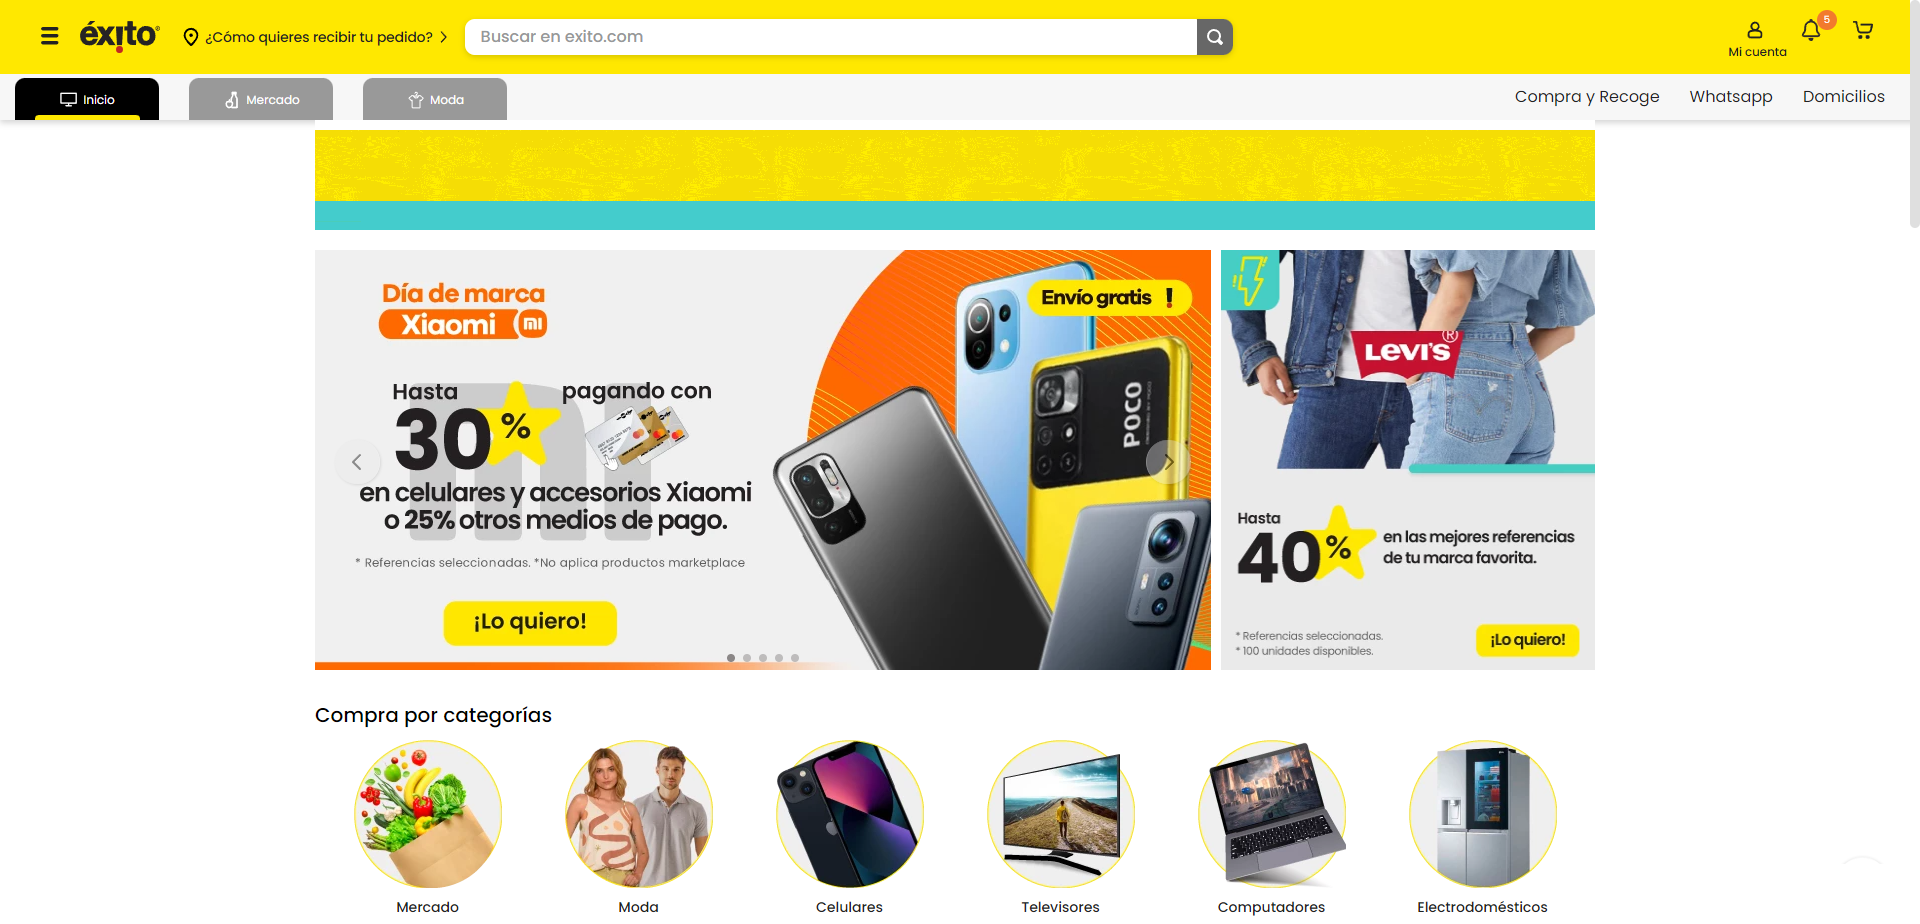 éxito
¿Cómo quieres recibir tu pedido?
Buscar en exito.com
5
Mi cuenta
Inicio
Mercado
Moda
Compra y Recoge
Whatsapp
Domicilios
Día de marca
Xiaomi
Envío gratis !
Hasta
30%
pagando con
en celulares y accesorios Xiaomi
o 25% otros medios de pago.
* Referencias seleccionadas. *No aplica productos marketplace
¡Lo quiero!
POCO
LEVI'S®
Hasta
40%
en las mejores referencias
de tu marca favorita.
* Referencias seleccionadas.
* 100 unidades disponibles.
¡Lo quiero!
Compra por categorías
Mercado
Moda
Celulares
Televisores
Computadores
Electrodomésticos